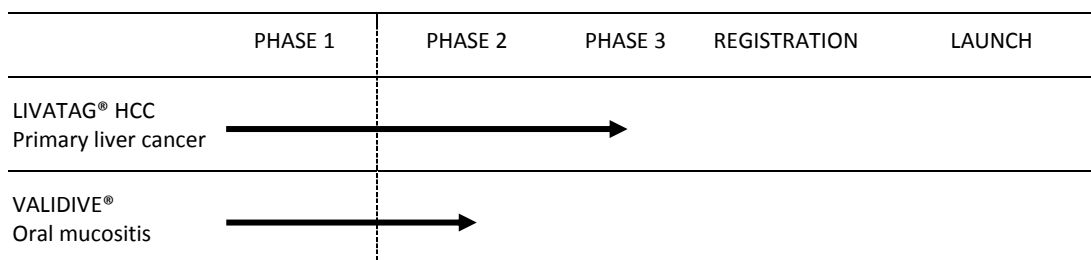 PHASE 1 PHASE 2 PHASE 3 REGISTRATION LAUNCH
LIVATAG® HCC
Primary liver cancer
VALIDIVE®
Oral mucositis